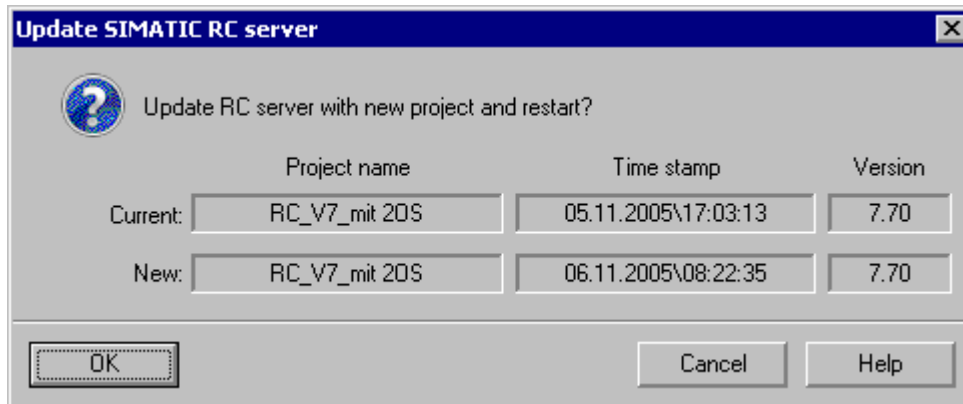 Update SIMATIC RC server
Update RC server with new project and restart?
Project name Time stamp Version
Current: RC_V7_mit 2OS 05.11.2005\17:03:13 7.70
New: RC_V7_mit 2OS 06.11.2005\08:22:35 7.70
OK Cancel Help